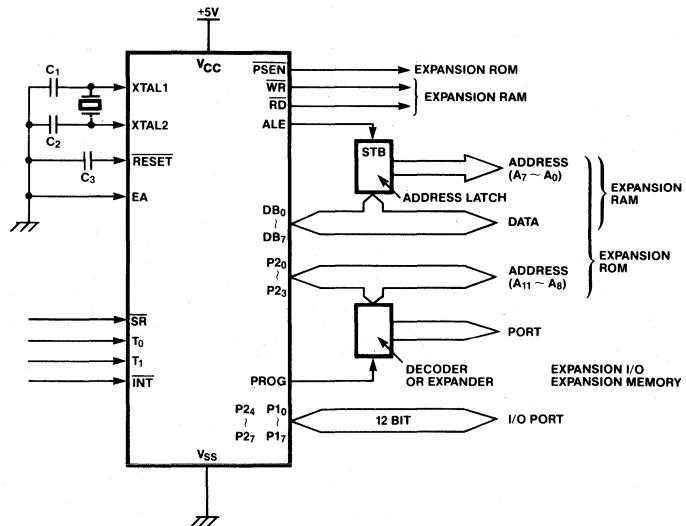 +5V
VCC
C1
XTAL1
XTAL2
C2
RESET
C3
EA
SR
T0
T1
INT
PSEN
WR
RD
ALE
EXPANSION ROM
EXPANSION RAM
STB
ADDRESS LATCH
ADDRESS
(A7 ~ A0)
EXPANSION
RAM
DB0
~
DB7
DATA
P20
~
P23
ADDRESS
(A11 ~ A8)
EXPANSION
ROM
PORT
DECODER
OR EXPANDER
EXPANSION I/O
EXPANSION MEMORY
PROG
P24 P10
~ ~
P27 P17
12 BIT
I/O PORT
VSS